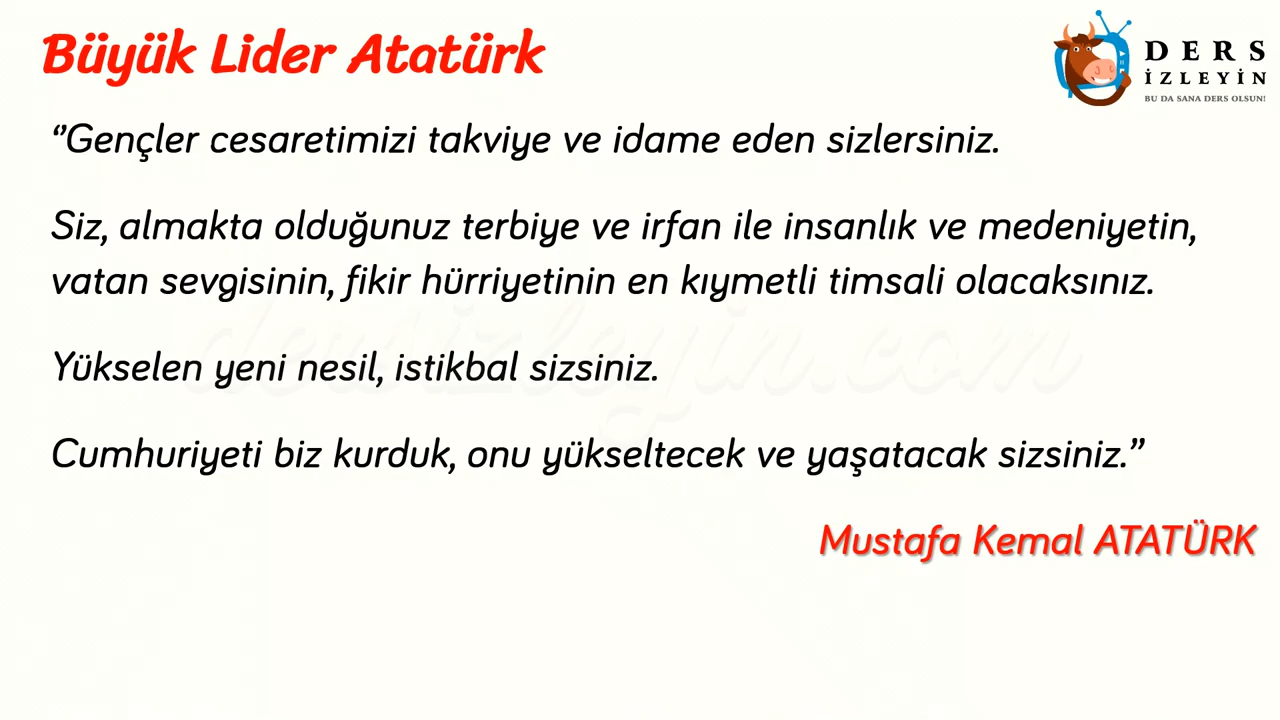 Büyük Lider Atatürk
DERS
İZLEYİN
BU DA SANA DERS OLSUN!
‘’Gençler cesaretimizi takviye ve idame eden sizlersiniz.
Siz, almakta olduğunuz terbiye ve irfan ile insanlık ve medeniyetin,
vatan sevgisinin, fikir hürriyetinin en kıymetli timsali olacaksınız.
dersizleyin.com
Yükselen yeni nesil, istikbal sizsiniz.
Cumhuriyeti biz kurduk, onu yükseltecek ve yaşatacak sizsiniz.’’
Mustafa Kemal ATATÜRK